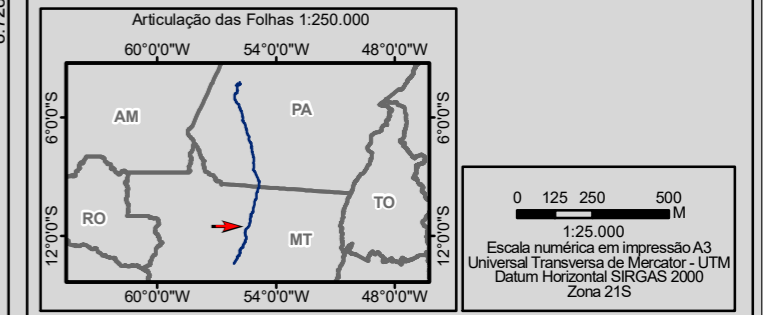 Articulação das Folhas 1:250.000
60°0'0"W 54°0'0"W 48°0'0"W
6°0'0"S
12°0'0"S
AM
PA
RO
TO
MT
6°0'0"S
12°0'0"S
60°0'0"W 54°0'0"W 48°0'0"W
0 125 250 500
M
1:25.000
Escala numérica em impressão A3
Universal Transversa de Mercator - UTM
Datum Horizontal SIRGAS 2000
Zona 21S